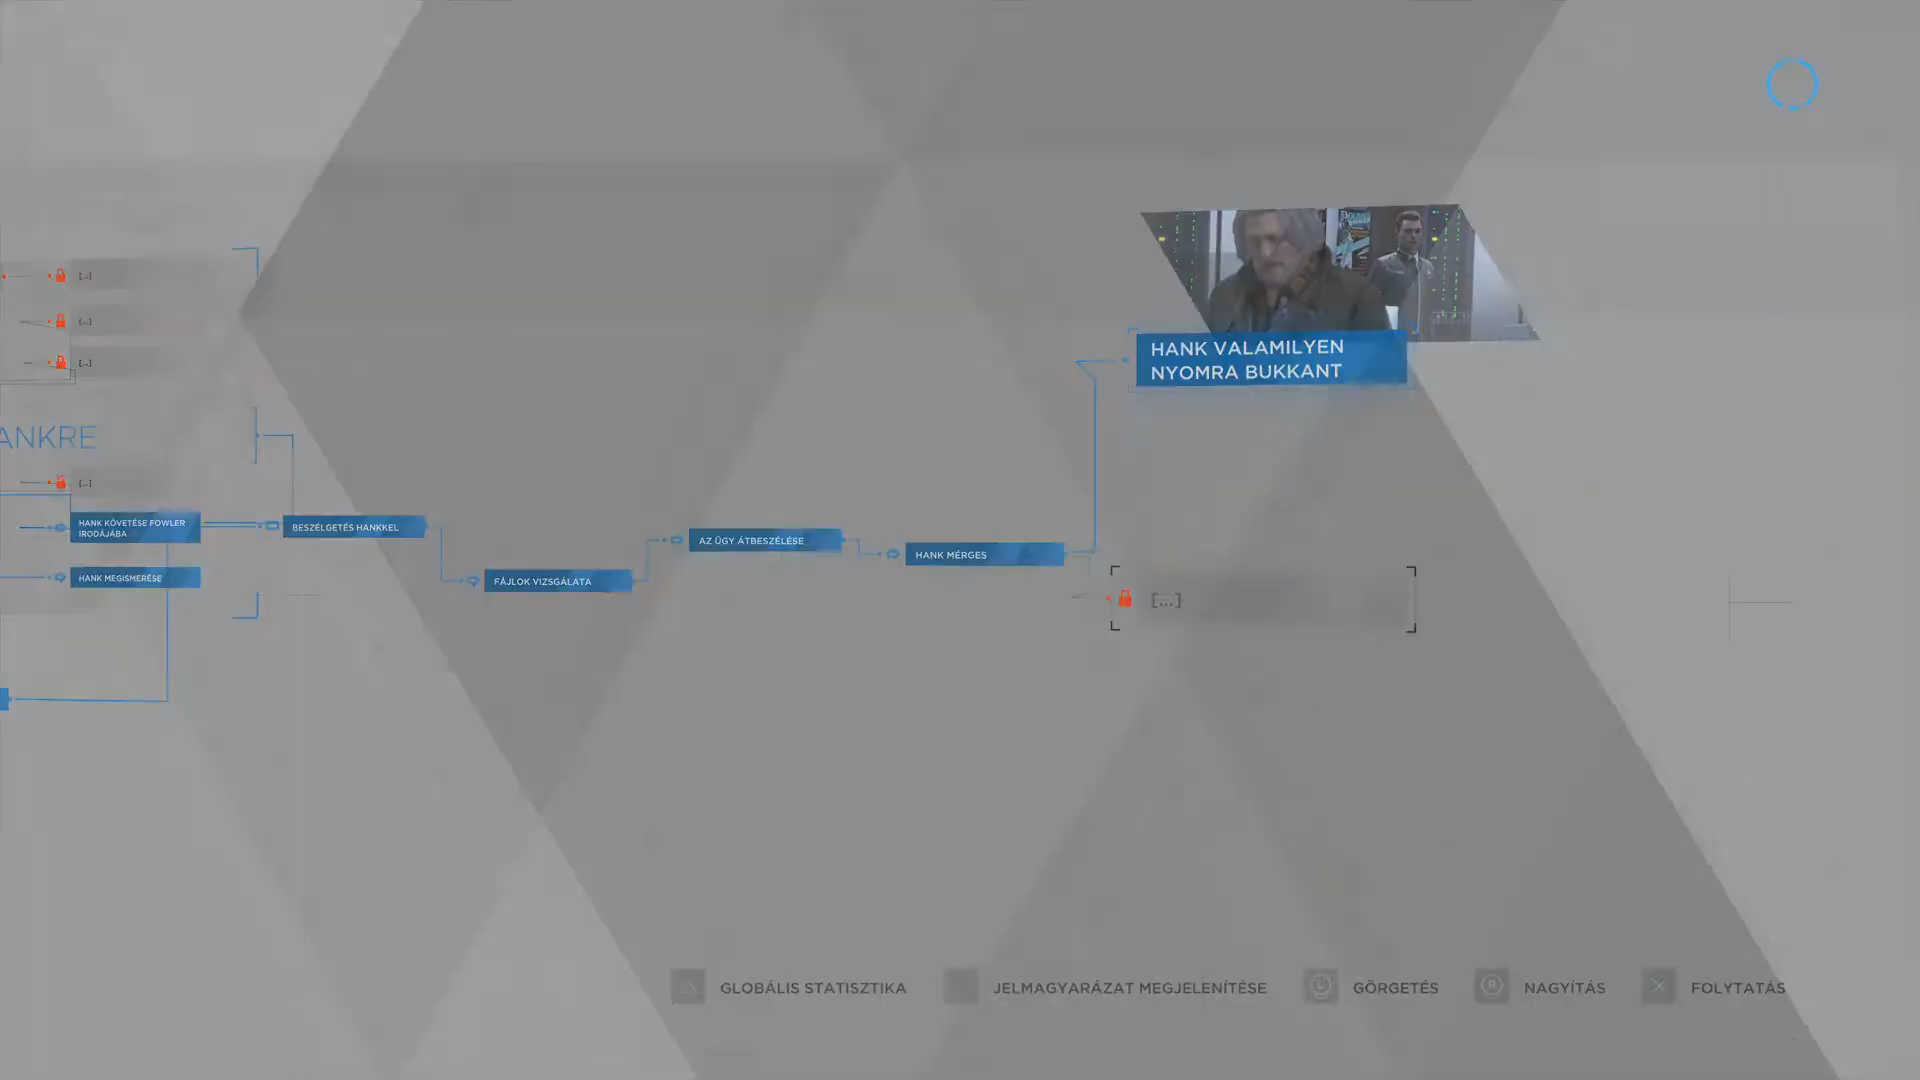 HANK VALAMILYEN
NYOMRA BUKKANT
[...]
[...]
[...]
ANKRE
[...]
HANK KÖVETÉSE FOWLER
IRODÁJÁBA
BESZÉLGETÉS HANKKEL
HANK MEGISMERÉSE
FÁJLOK VIZSGÁLATA
AZ ÜGY ÁTBESZÉLÉSE
HANK MÉRGES
[...]
GLOBÁLIS STATISZTIKA
JELMAGYARÁZAT MEGJELENÍTÉSE
L
GÖRGETÉS
R
NAGYÍTÁS
FOLYTATÁS